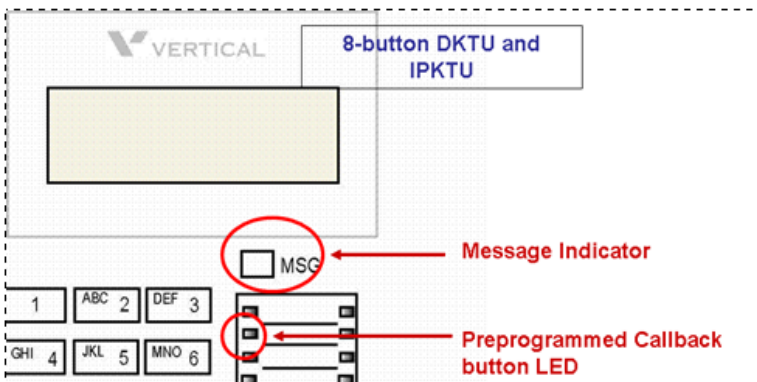 VERTICAL
8-button DKTU and
IPKTU
MSG
Message Indicator
1
ABC 2
DEF 3
GHI 4
JKL 5
MNO 6
Preprogrammed Callback
button LED